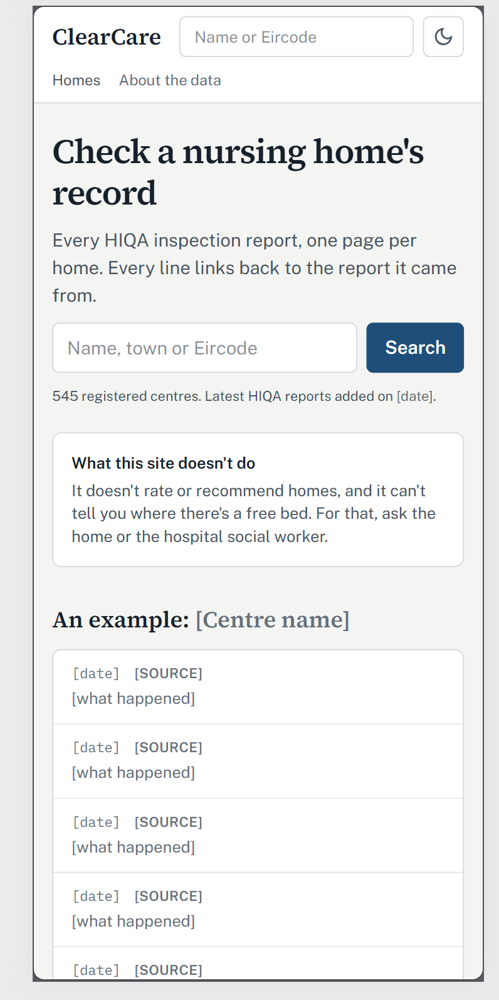 ClearCare
Name or Eircode
Homes About the data
Check a nursing home's
record
Every HIQA inspection report, one page per
home. Every line links back to the report it came
from.
Name, town or Eircode
Search
545 registered centres. Latest HIQA reports added on [date].
What this site doesn't do
It doesn't rate or recommend homes, and it can't
tell you where there's a free bed. For that, ask the
home or the hospital social worker.
An example: [Centre name]
[date] [SOURCE]
[what happened]
[date] [SOURCE]
[what happened]
[date] [SOURCE]
[what happened]
[date] [SOURCE]
[what happened]
[date] [SOURCE]